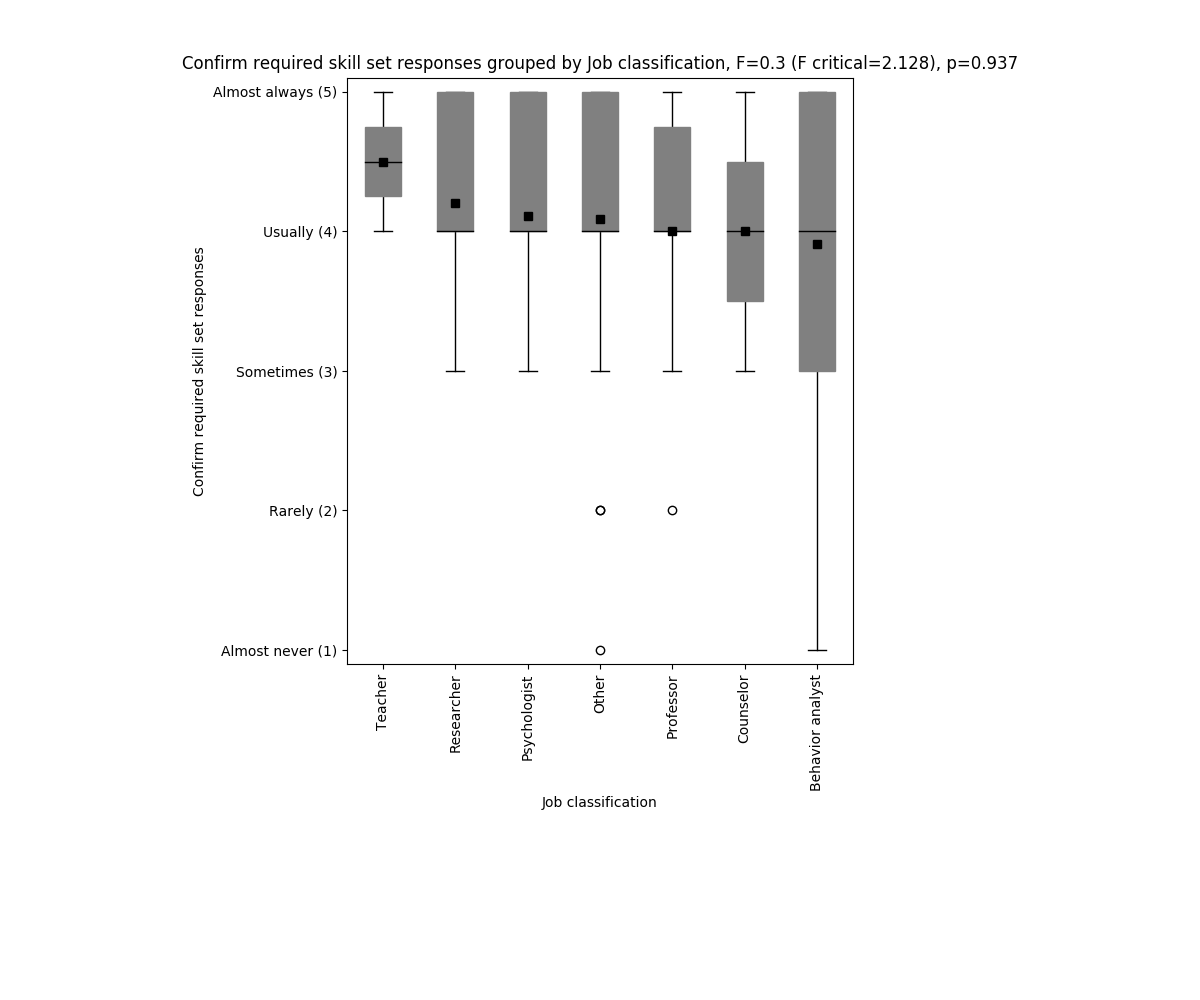 Confirm required skill set responses grouped by Job classification, F=0.3 (F critical=2.128), p=0.937
Almost always (5)
Usually (4)
Sometimes (3)
Rarely (2)
Almost never (1)
Confirm required skill set responses
Teacher
Researcher
Psychologist
Other
Professor
Counselor
Behavior analyst
Job classification